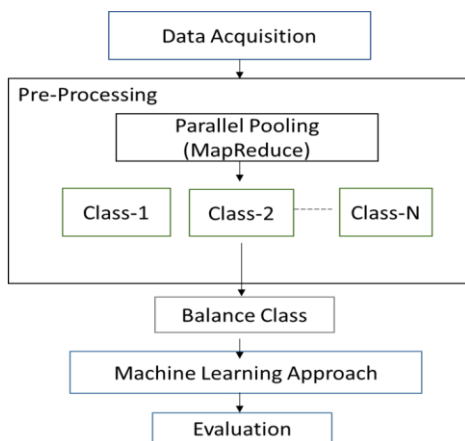 Data Acquisition
Pre-Processing
Parallel Pooling
(MapReduce)
Class-1 Class-2 Class-N
Balance Class
Machine Learning Approach
Evaluation